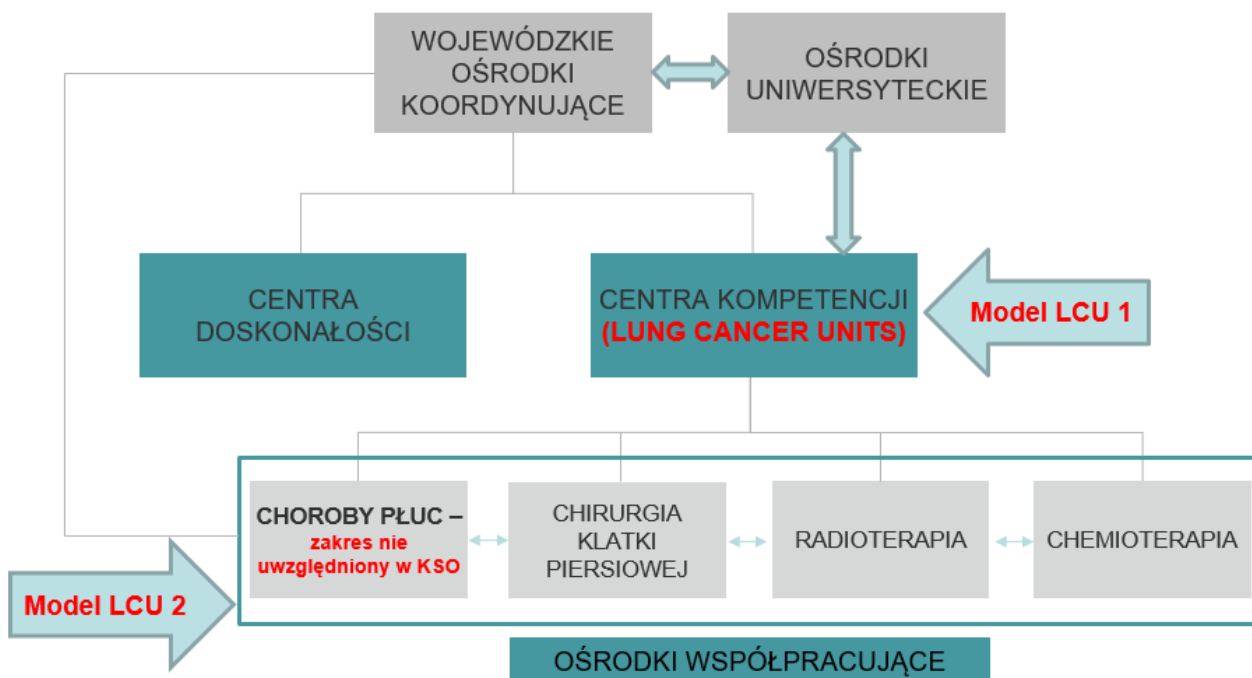 WOJEWÓDZKIE
OŚRODKI
KOORDYNUJĄCE
OŚRODKI
UNIWERSYTECKIE
CENTRA
DOSKONAŁOŚCI
CENTRA KOMPETENCJI
(LUNG CANCER UNITS)
Model LCU 1
CHOROBY PŁUC –
zakres nie
uwzględniony w KSO
CHIRURGIA
KLATKI
PIERSIOWEJ
RADIOTERAPIA
CHEMIOTERAPIA
Model LCU 2
OŚRODKI WSPÓŁPRACUJĄCE